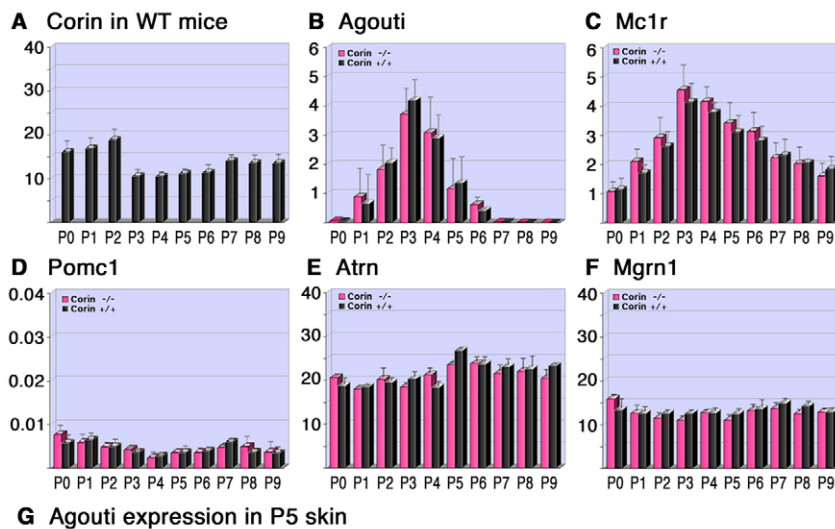 A Corin in WT mice
40
30
20
10
P0 P1 P2 P3 P4 P5 P6 P7 P8 P9
B Agouti
Corin -/-
Corin +/+
6
5
4
3
2
1
P0 P1 P2 P3 P4 P5 P6 P7 P8 P9
C Mc1r
Corin -/-
Corin +/+
6
5
4
3
2
1
P0 P1 P2 P3 P4 P5 P6 P7 P8 P9
D Pomc1
Corin -/-
Corin +/+
0.04
0.03
0.002
0.01
P0 P1 P2 P3 P4 P5 P6 P7 P8 P9
E Atrn
Corin -/-
Corin +/+
40
30
20
10
P0 P1 P2 P3 P4 P5 P6 P7 P8 P9
F Mgrn1
Corin -/-
Corin +/+
40
30
20
10
P0 P1 P2 P3 P4 P5 P6 P7 P8 P9
G Agouti expression in P5 skin